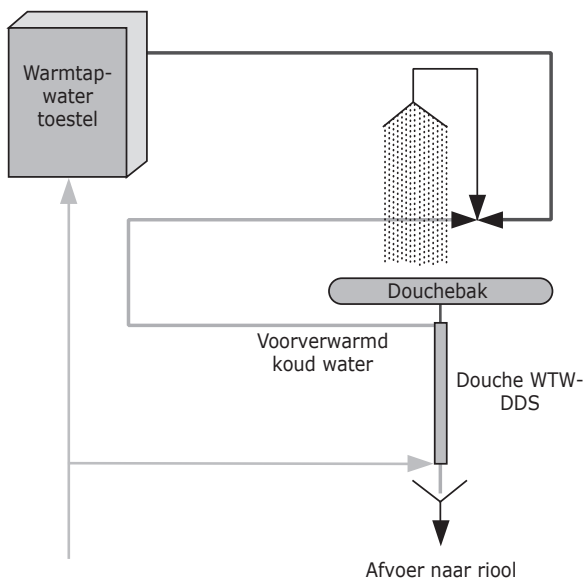 Warmtap-
water
toestel
Douchebak
Voorverwarmd
koud water
Douche WTW-
DDS
Afvoer naar riool